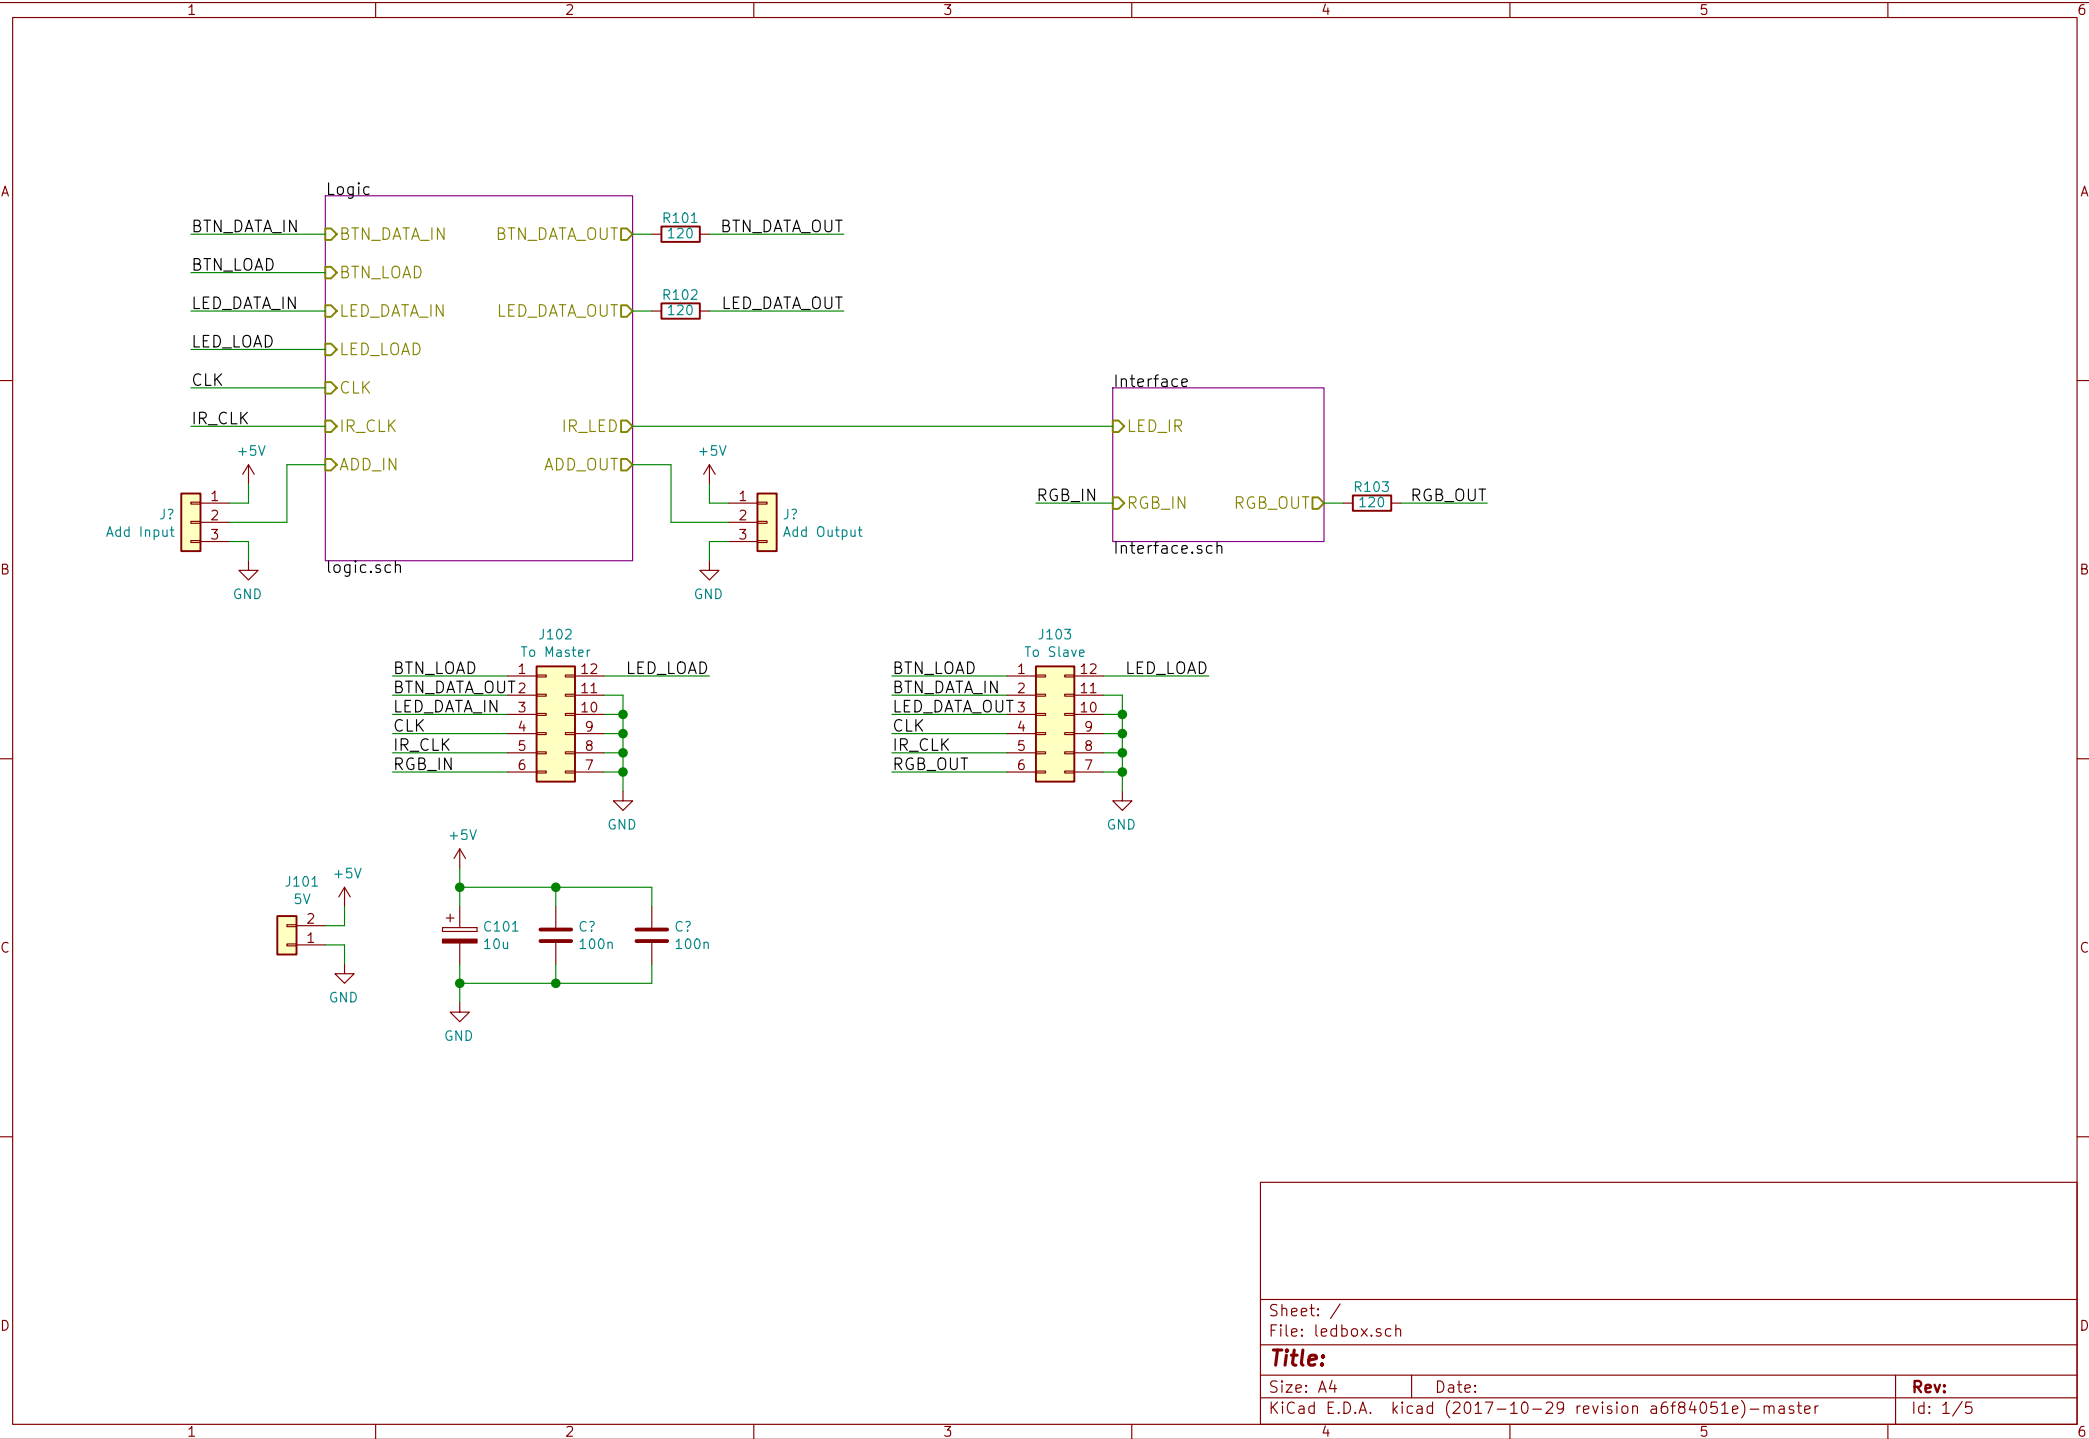 1 2 3 4 5 6
A A
B B
C C
D D
Logic
BTN_DATA_IN BTN_DATA_IN BTN_DATA_OUT R101 120 BTN_DATA_OUT
BTN_LOAD BTN_LOAD
LED_DATA_IN LED_DATA_IN LED_DATA_OUT R102 120 LED_DATA_OUT
LED_LOAD LED_LOAD
CLK CLK
IR_CLK IR_CLK IR_LED
ADD_IN ADD_OUT
logic.sch
Interface
LED_IR
RGB_IN RGB_IN RGB_OUT R103 120 RGB_OUT
Interface.sch
+5V
1
2
3
J?
Add Input
GND
+5V
1
2
3
J?
Add Output
GND
J102
To Master
BTN_LOAD 1 12 LED_LOAD
BTN_DATA_OUT 2 11
LED_DATA_IN 3 10
CLK 4 9
IR_CLK 5 8
RGB_IN 6 7
GND
J103
To Slave
BTN_LOAD 1 12 LED_LOAD
BTN_DATA_IN 2 11
LED_DATA_OUT 3 10
CLK 4 9
IR_CLK 5 8
RGB_OUT 6 7
GND
J101
5V
+5V
2
1
GND
+5V
+
C101
10u
C?
100n
C?
100n
GND
Sheet: /
File: ledbox.sch
Title:
Size: A4 Date: Rev:
KiCad E.D.A. kicad (2017-10-29 revision a6f84051e)-master Id: 1/5
1 2 3 4 5 6